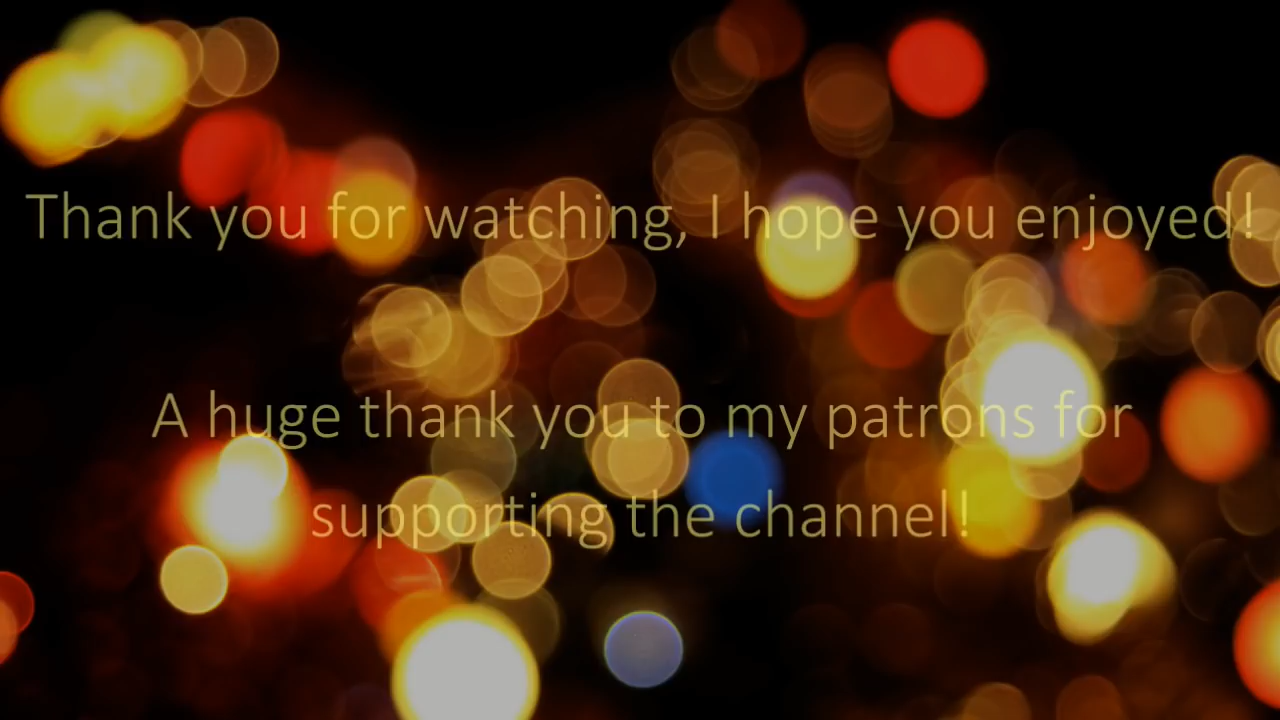 Thank you for watching, I hope you enjoyed!
A huge thank you to my patrons for
supporting the channel!